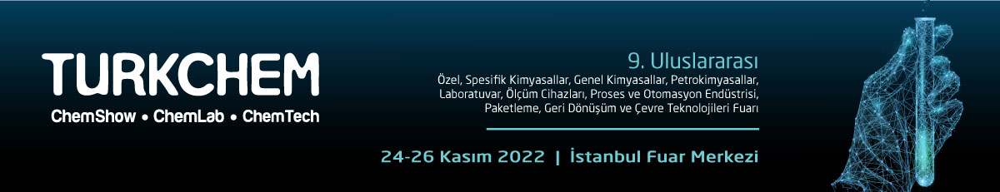 TURKCHEM
ChemShow • ChemLab • ChemTech
9. Uluslararası
Özel, Spesifik Kimyasallar, Genel Kimyasallar, Petrokimyasallar,
Laboratuvar, Ölçüm Cihazları, Proses ve Otomasyon Endüstrisi,
Paketleme, Geri Dönüşüm ve Çevre Teknolojileri Fuarı
24-26 Kasım 2022 | İstanbul Fuar Merkezi